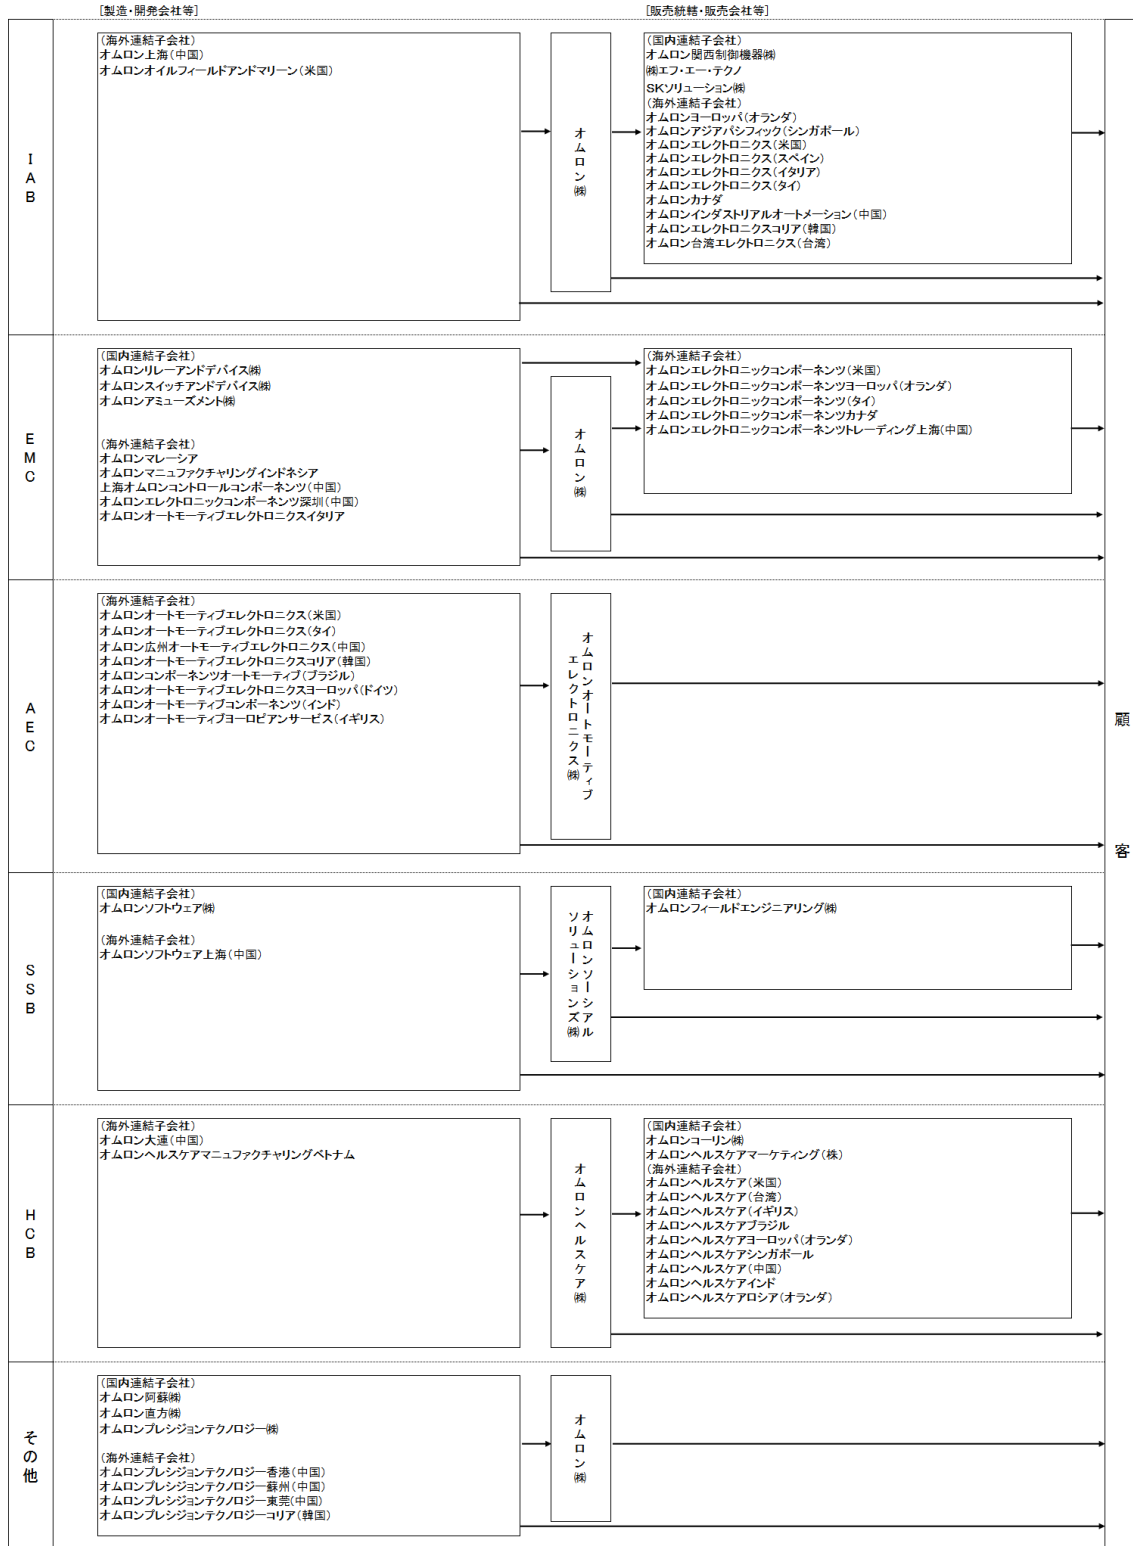 [製造・開発会社等]
[販売統轄・販売会社等]
IAB
(海外連結子会社)
オムロン上海(中国)
オムロンオイルフィールドアンドマリーン(米国)
オムロン㈱
(国内連結子会社)
オムロン関西制御機器㈱
㈱エフ・エー・テクノ
SKソリューション㈱
(海外連結子会社)
オムロンヨーロッパ(オランダ)
オムロンアジアパシフィック(シンガポール)
オムロンエレクトロニクス(米国)
オムロンエレクトロニクス(スペイン)
オムロンエレクトロニクス(イタリア)
オムロンエレクトロニクス(タイ)
オムロンカナダ
オムロンインダストリアルオートメーション(中国)
オムロンエレクトロニクスコリア(韓国)
オムロン台湾エレクトロニクス(台湾)
EMC
(国内連結子会社)
オムロンリレーアンドデバイス㈱
オムロンスイッチアンドデバイス㈱
オムロンアミューズメント㈱
(海外連結子会社)
オムロンマレーシア
オムロンマニュファクチャリングインドネシア
上海オムロンコントロールコンポーネンツ(中国)
オムロンエレクトロニックコンポーネンツ深圳(中国)
オムロンオートモーティブエレクトロニクスイタリア
オムロン㈱
(海外連結子会社)
オムロンエレクトロニックコンポーネンツ(米国)
オムロンエレクトロニックコンポーネンツヨーロッパ(オランダ)
オムロンエレクトロニックコンポーネンツ(タイ)
オムロンエレクトロニックコンポーネンツカナダ
オムロンエレクトロニックコンポーネンツトレーディング上海(中国)
AEC
(海外連結子会社)
オムロンオートモーティブエレクトロニクス(米国)
オムロンオートモーティブエレクトロニクス(タイ)
オムロン広州オートモーティブエレクトロニクス(中国)
オムロンオートモーティブエレクトロニクスコリア(韓国)
オムロンコンポーネンツオートモーティブ(ブラジル)
オムロンオートモーティブエレクトロニクスヨーロッパ(ドイツ)
オムロンオートモーティブコンポーネンツ(インド)
オムロンオートモーティブヨーロピアンサービス(イギリス)
オムロンオートモーティブ
エレクトロニクス㈱
顧客
SSB
(国内連結子会社)
オムロンソフトウェア㈱
(海外連結子会社)
オムロンソフトウェア上海(中国)
オムロンソーシアル
ソリューションズ㈱
(国内連結子会社)
オムロンフィールドエンジニアリング㈱
HCB
(海外連結子会社)
オムロン大連(中国)
オムロンヘルスケアマニュファクチャリングベトナム
オムロンヘルスケア㈱
(国内連結子会社)
オムロンコーリン㈱
オムロンヘルスケアマーケティング(株)
(海外連結子会社)
オムロンヘルスケア(米国)
オムロンヘルスケア(台湾)
オムロンヘルスケア(イギリス)
オムロンヘルスケアブラジル
オムロンヘルスケアヨーロッパ(オランダ)
オムロンヘルスケアシンガポール
オムロンヘルスケア(中国)
オムロンヘルスケアインド
オムロンヘルスケアロシア(オランダ)
その他
(国内連結子会社)
オムロン阿蘇㈱
オムロン直方㈱
オムロンプレシジョンテクノロジー㈱
(海外連結子会社)
オムロンプレシジョンテクノロジー香港(中国)
オムロンプレシジョンテクノロジー蘇州(中国)
オムロンプレシジョンテクノロジー東莞(中国)
オムロンプレシジョンテクノロジーコリア(韓国)
オムロン㈱